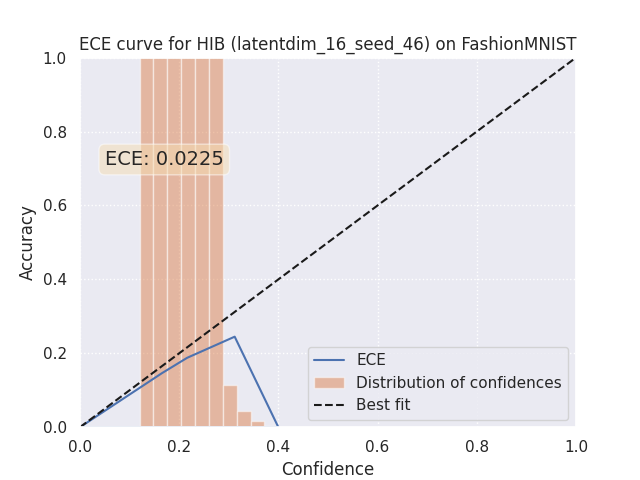 ECE curve for HIB (latentdim_16_seed_46) on FashionMNIST
1.0
0.8
0.6
0.4
0.2
0.0
Accuracy
ECE: 0.0225
ECE
Distribution of confidences
Best fit
0.0 0.2 0.4 0.6 0.8 1.0
Confidence